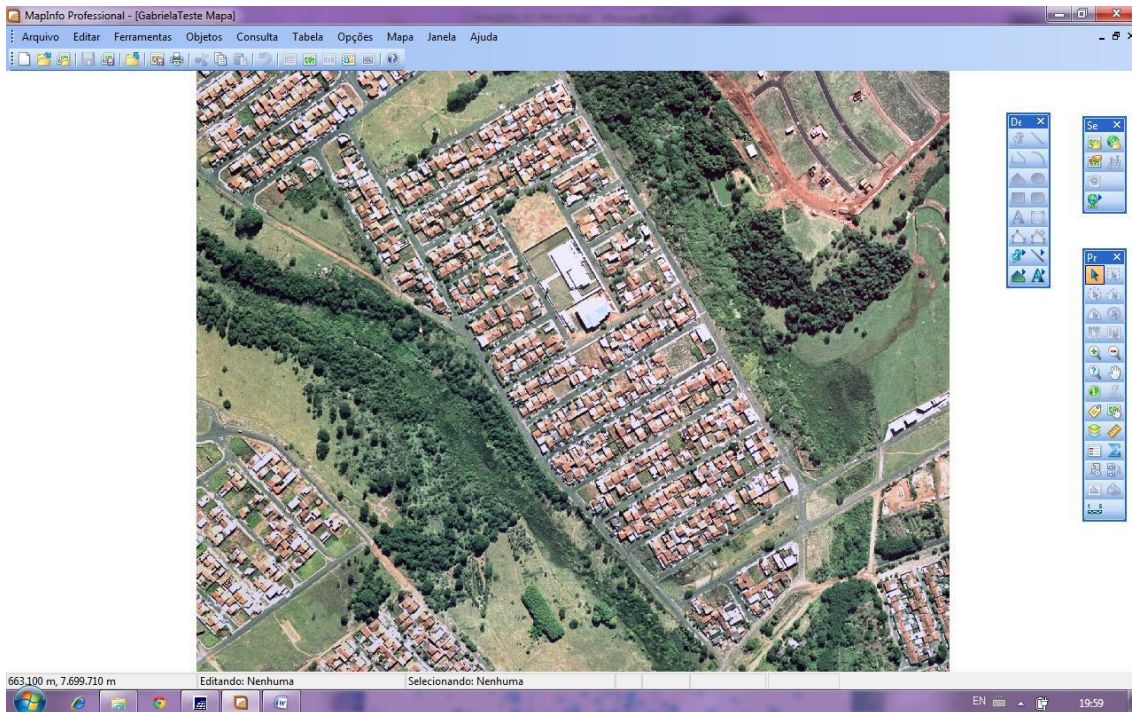 MapInfo Professional - [GabrielaTeste Mapa]
Arquivo Editar Ferramentas Objetos Consulta Tabela Opções Mapa Janela Ajuda
De
Se
Pr
663.100 m, 7.699.710 m Editando: Nenhuma Selecionando: Nenhuma
EN 19:59